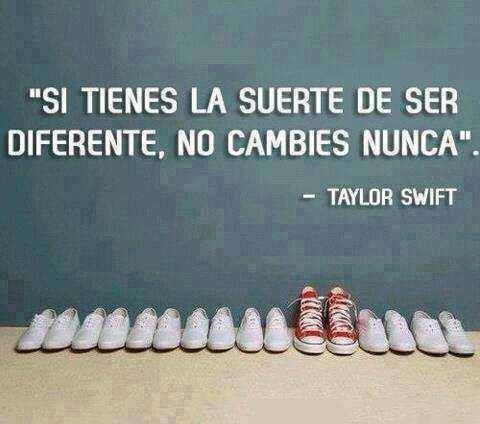 "SI TIENES LA SUERTE DE SER
DIFERENTE, NO CAMBIES NUNCA".
– TAYLOR SWIFT